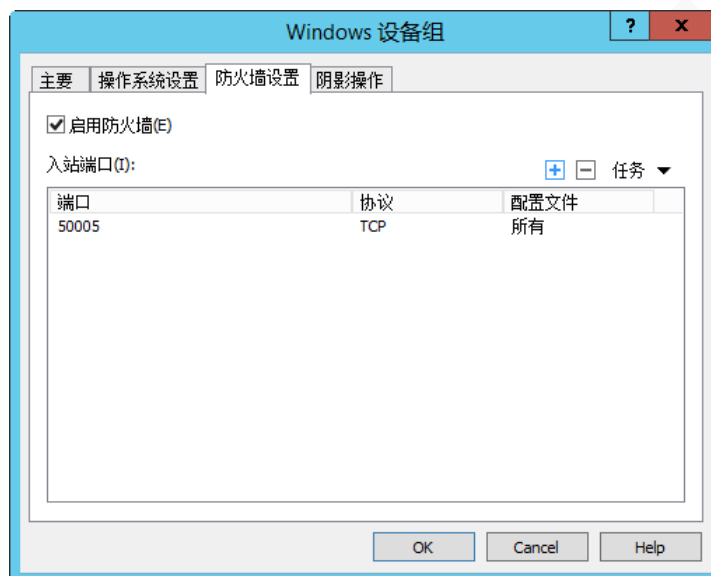 Windows 设备组
? x
主要 操作系统设置 防火墙设置 阴影操作
启用防火墙(E)
入站端口(I):
任务
端口 协议 配置文件
50005 TCP 所有
OK Cancel Help